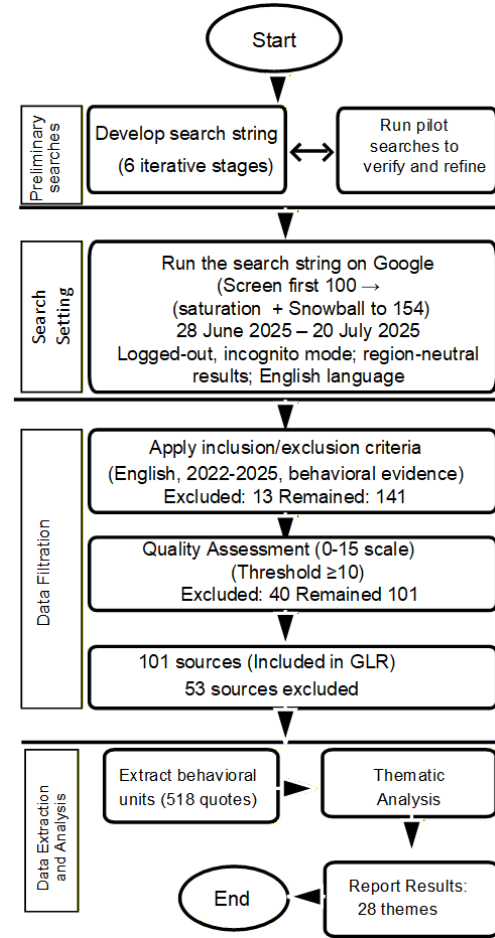 Start
Preliminary
searches
Develop search string
(6 iterative stages)
Run pilot
searches to
verify and refine
Search
Setting
Run the search string on Google
(Screen first 100 →
(saturation + Snowball to 154)
28 June 2025 – 20 July 2025
Logged-out, incognito mode; region-neutral
results; English language
Data Filtration
Apply inclusion/exclusion criteria
(English, 2022-2025, behavioral evidence)
Excluded: 13 Remained: 141
Quality Assessment (0-15 scale)
(Threshold ≥10)
Excluded: 40 Remained 101
101 sources (Included in GLR)
53 sources excluded
Data Extraction
and Analysis
Extract behavioral
units (518 quotes)
Thematic
Analysis
Report Results:
28 themes
End